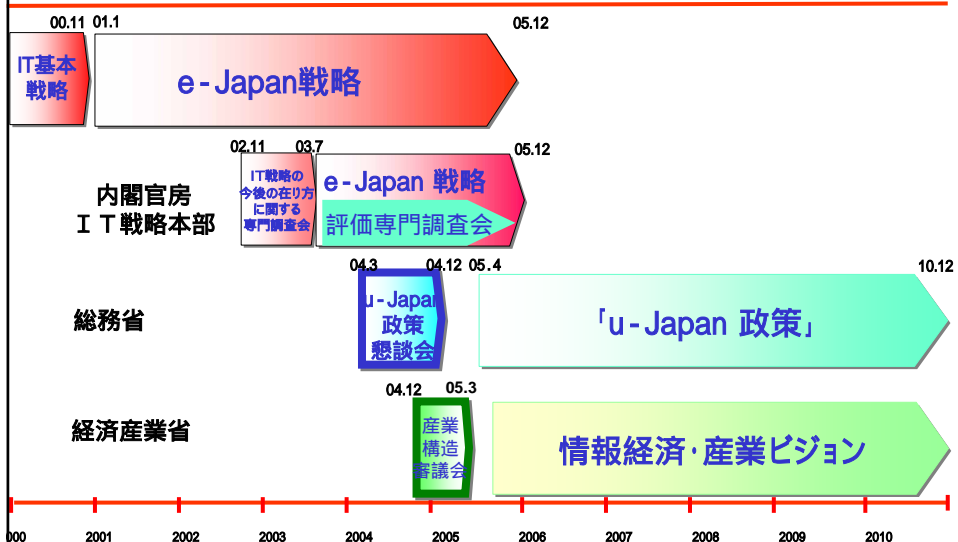 00.11 01.1 05.12
IT基本
戦略
e-Japan戦略
02.11 03.7 05.12
内閣官房
IT戦略本部
IT戦略の
今後の在り方
に関する
専門調査会
e-Japan 戦略
評価専門調査会
04.3 04.12 05.4 10.12
総務省
u-Japan
政策
懇談会
「u-Japan 政策」
04.12 05.3
経済産業省
産業
構造
審議会
情報経済・産業ビジョン
000 2001 2002 2003 2004 2005 2006 2007 2008 2009 2010